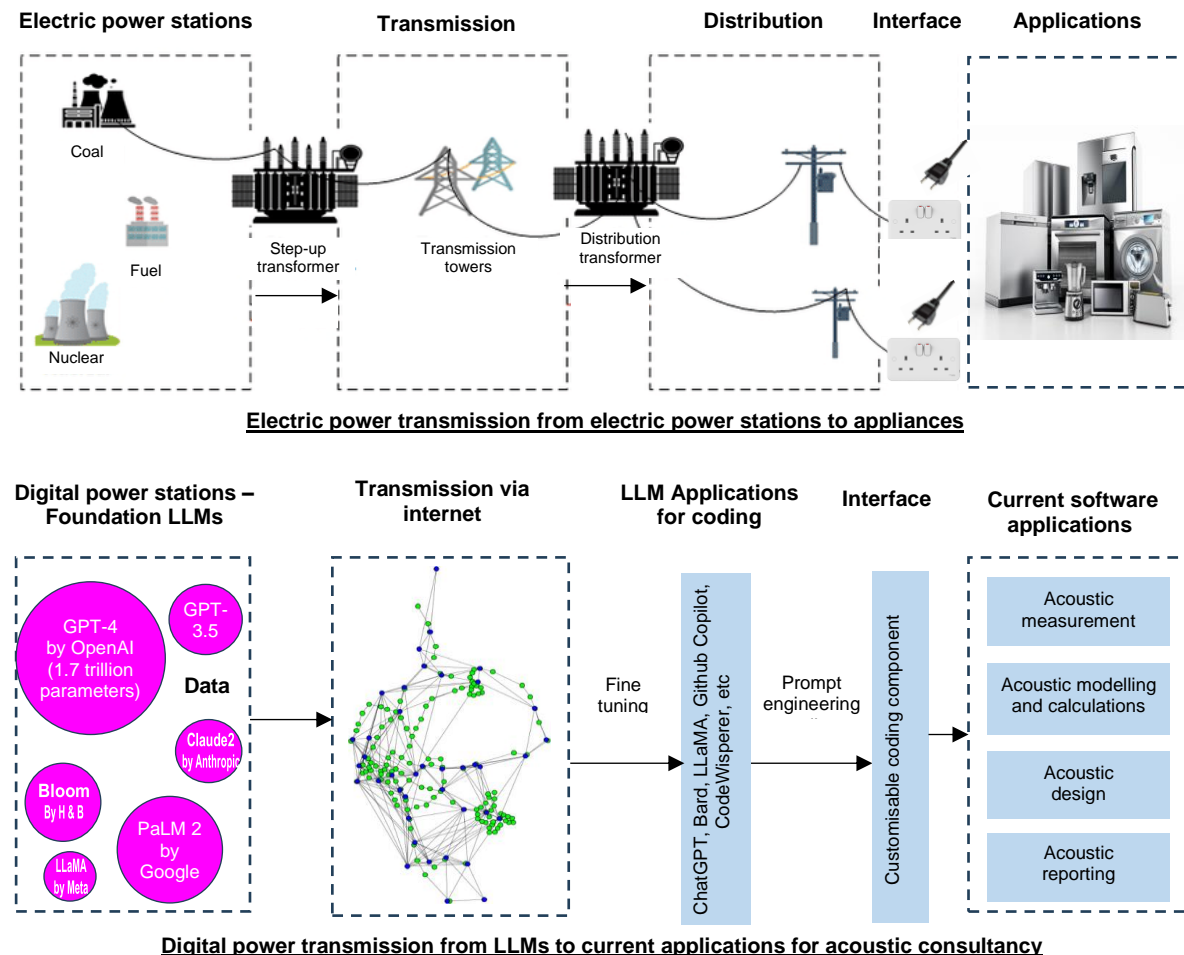 Electric power stations
Transmission
Distribution
Interface
Applications
Coal
Fuel
Nuclear
Step-up
transformer
Transmission
towers
Distribution
transformer
Electric power transmission from electric power stations to appliances
Digital power stations –
Foundation LLMs
Transmission via
internet
LLM Applications
for coding
Interface
Current software
applications
GPT-4
by OpenAI
(1.7 trillion
parameters)
GPT-
3.5
Data
Claude2
by Anthropic
Bloom
By H & B
PaLM 2
by
Google
LLaMA
by Meta
Fine
tuning
ChatGPT, Bard, LLaMA, Github Copilot,
CodeWisperer, etc
Prompt
engineering
Customisable coding component
Acoustic
measurement
Acoustic modelling
and calculations
Acoustic
design
Acoustic
reporting
Digital power transmission from LLMs to current applications for acoustic consultancy